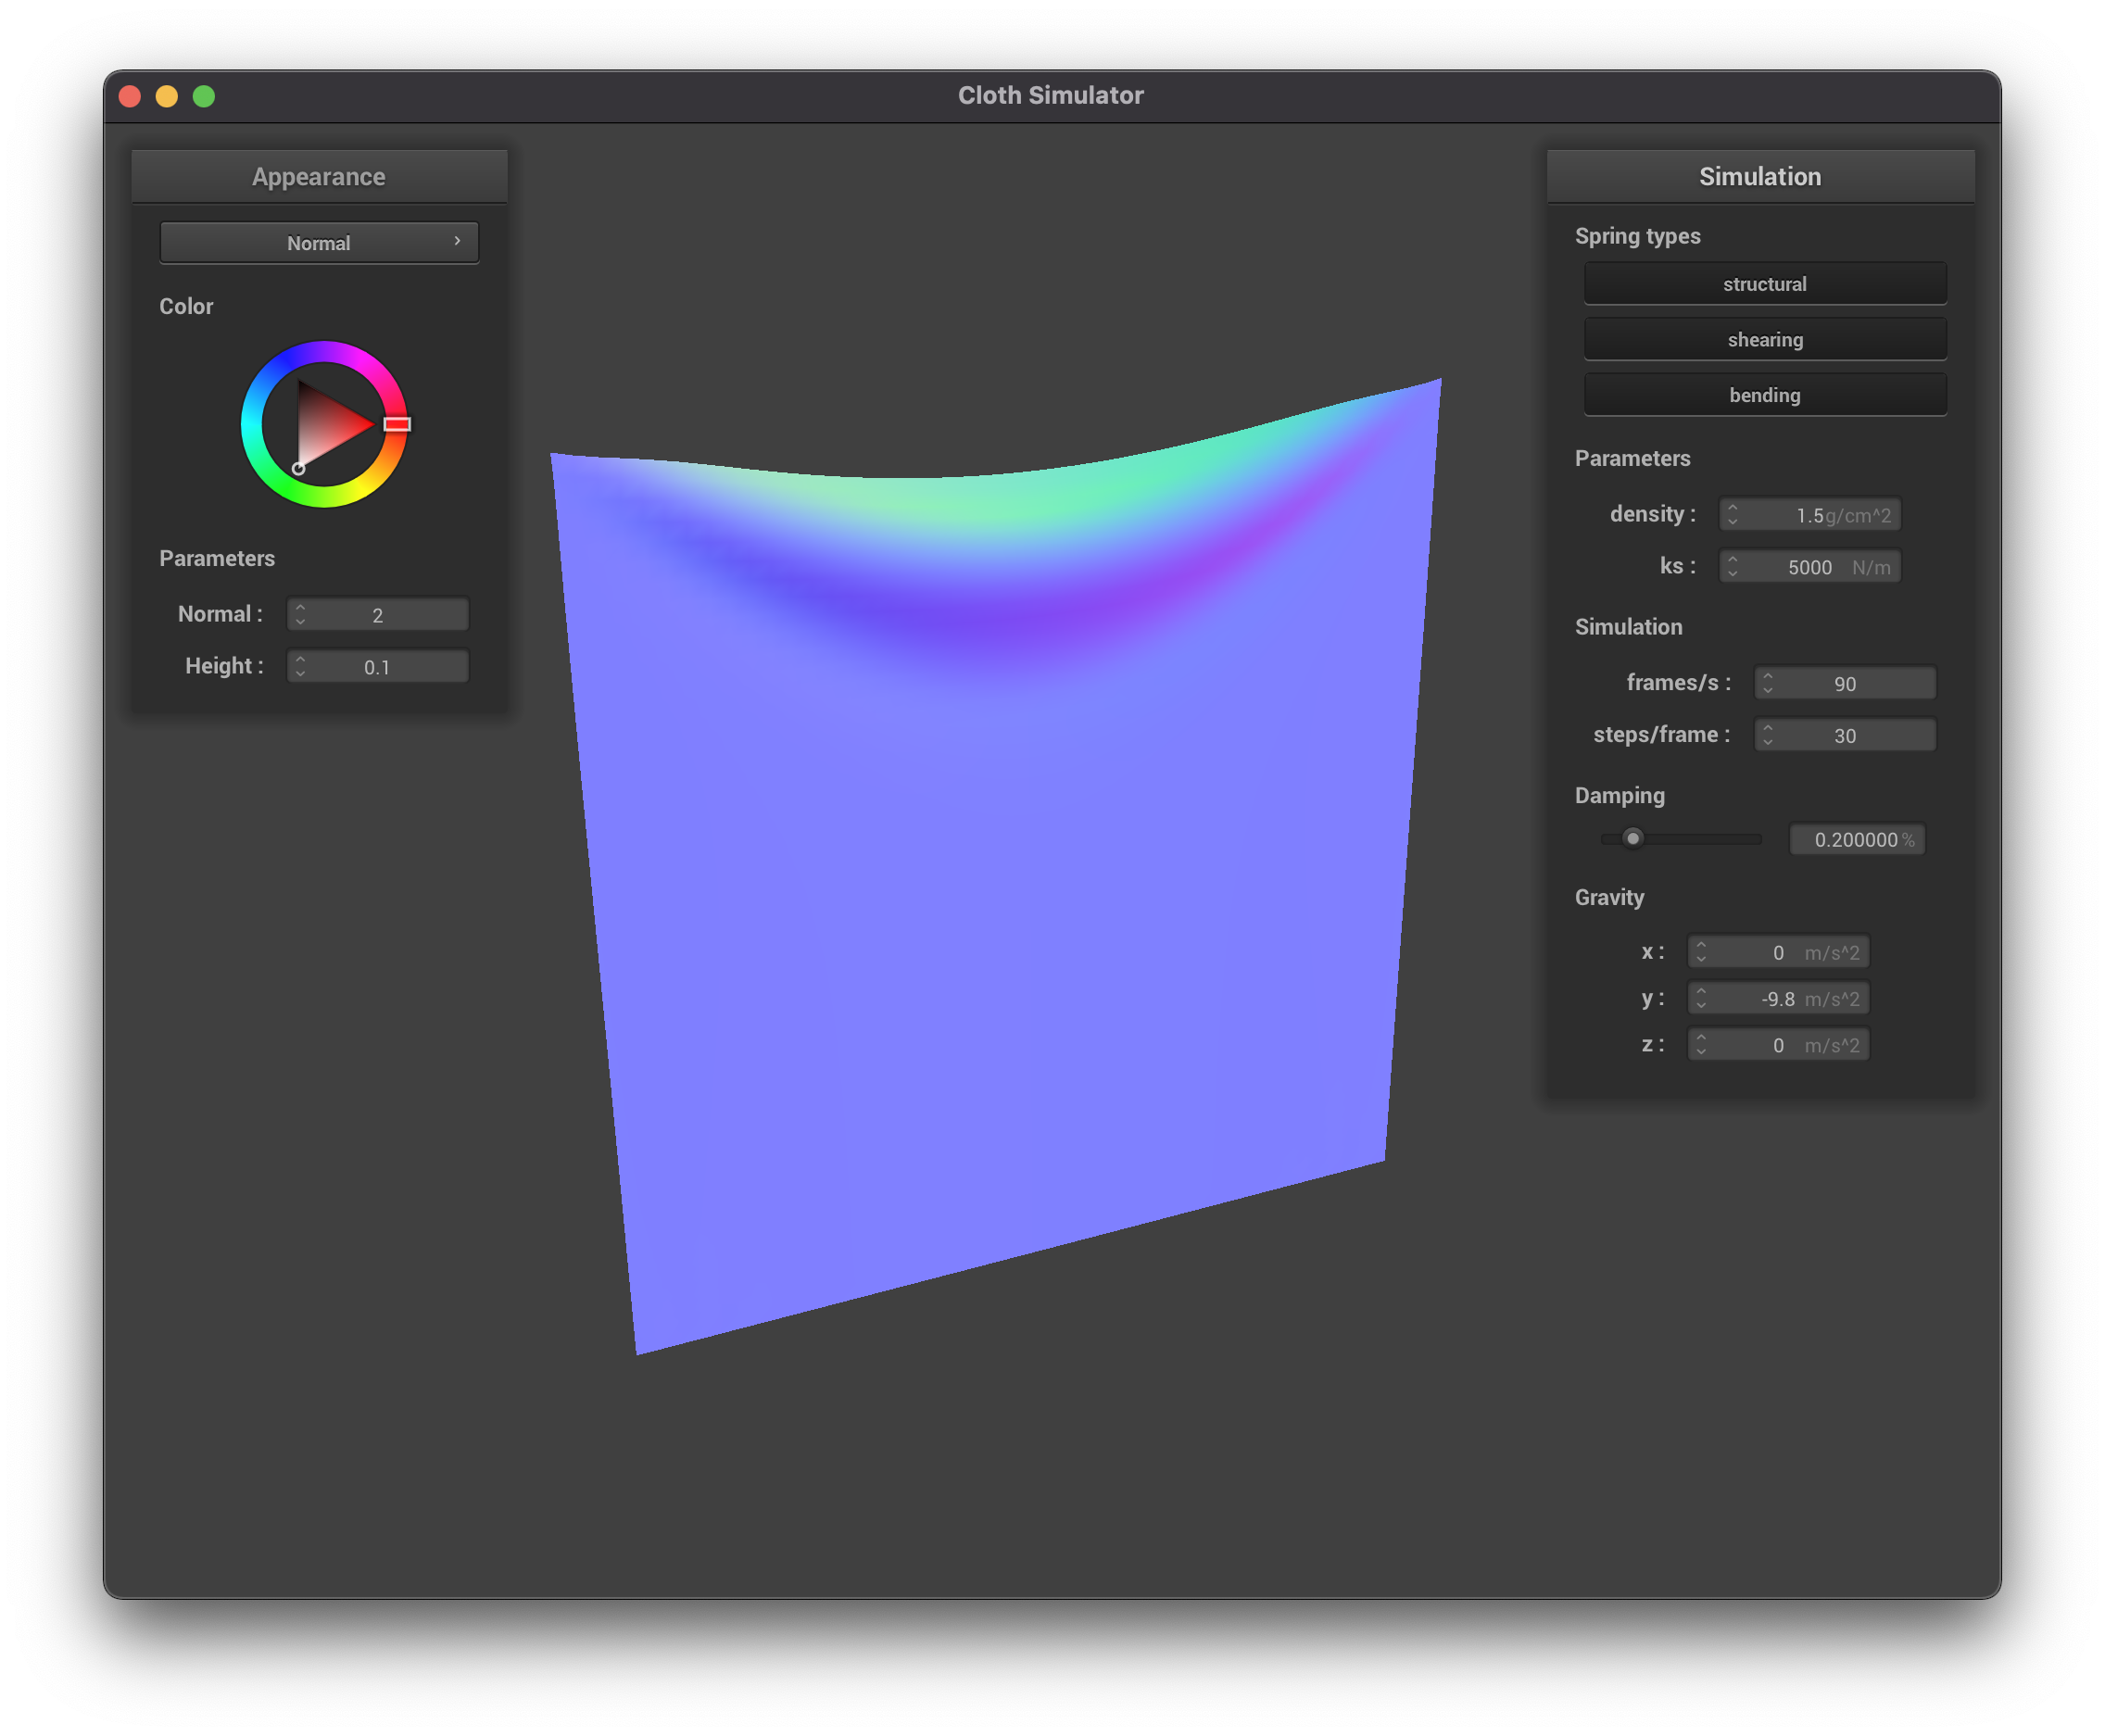 Cloth Simulator
Appearance
Normal
Color
Parameters
Normal : 2
Height : 0.1
Simulation
Spring types
structural
shearing
bending
Parameters
density : 1.5 g/cm^2
ks : 5000 N/m
Simulation
frames/s : 90
steps/frame : 30
Damping
0.200000 %
Gravity
x : 0 m/s^2
y : -9.8 m/s^2
z : 0 m/s^2